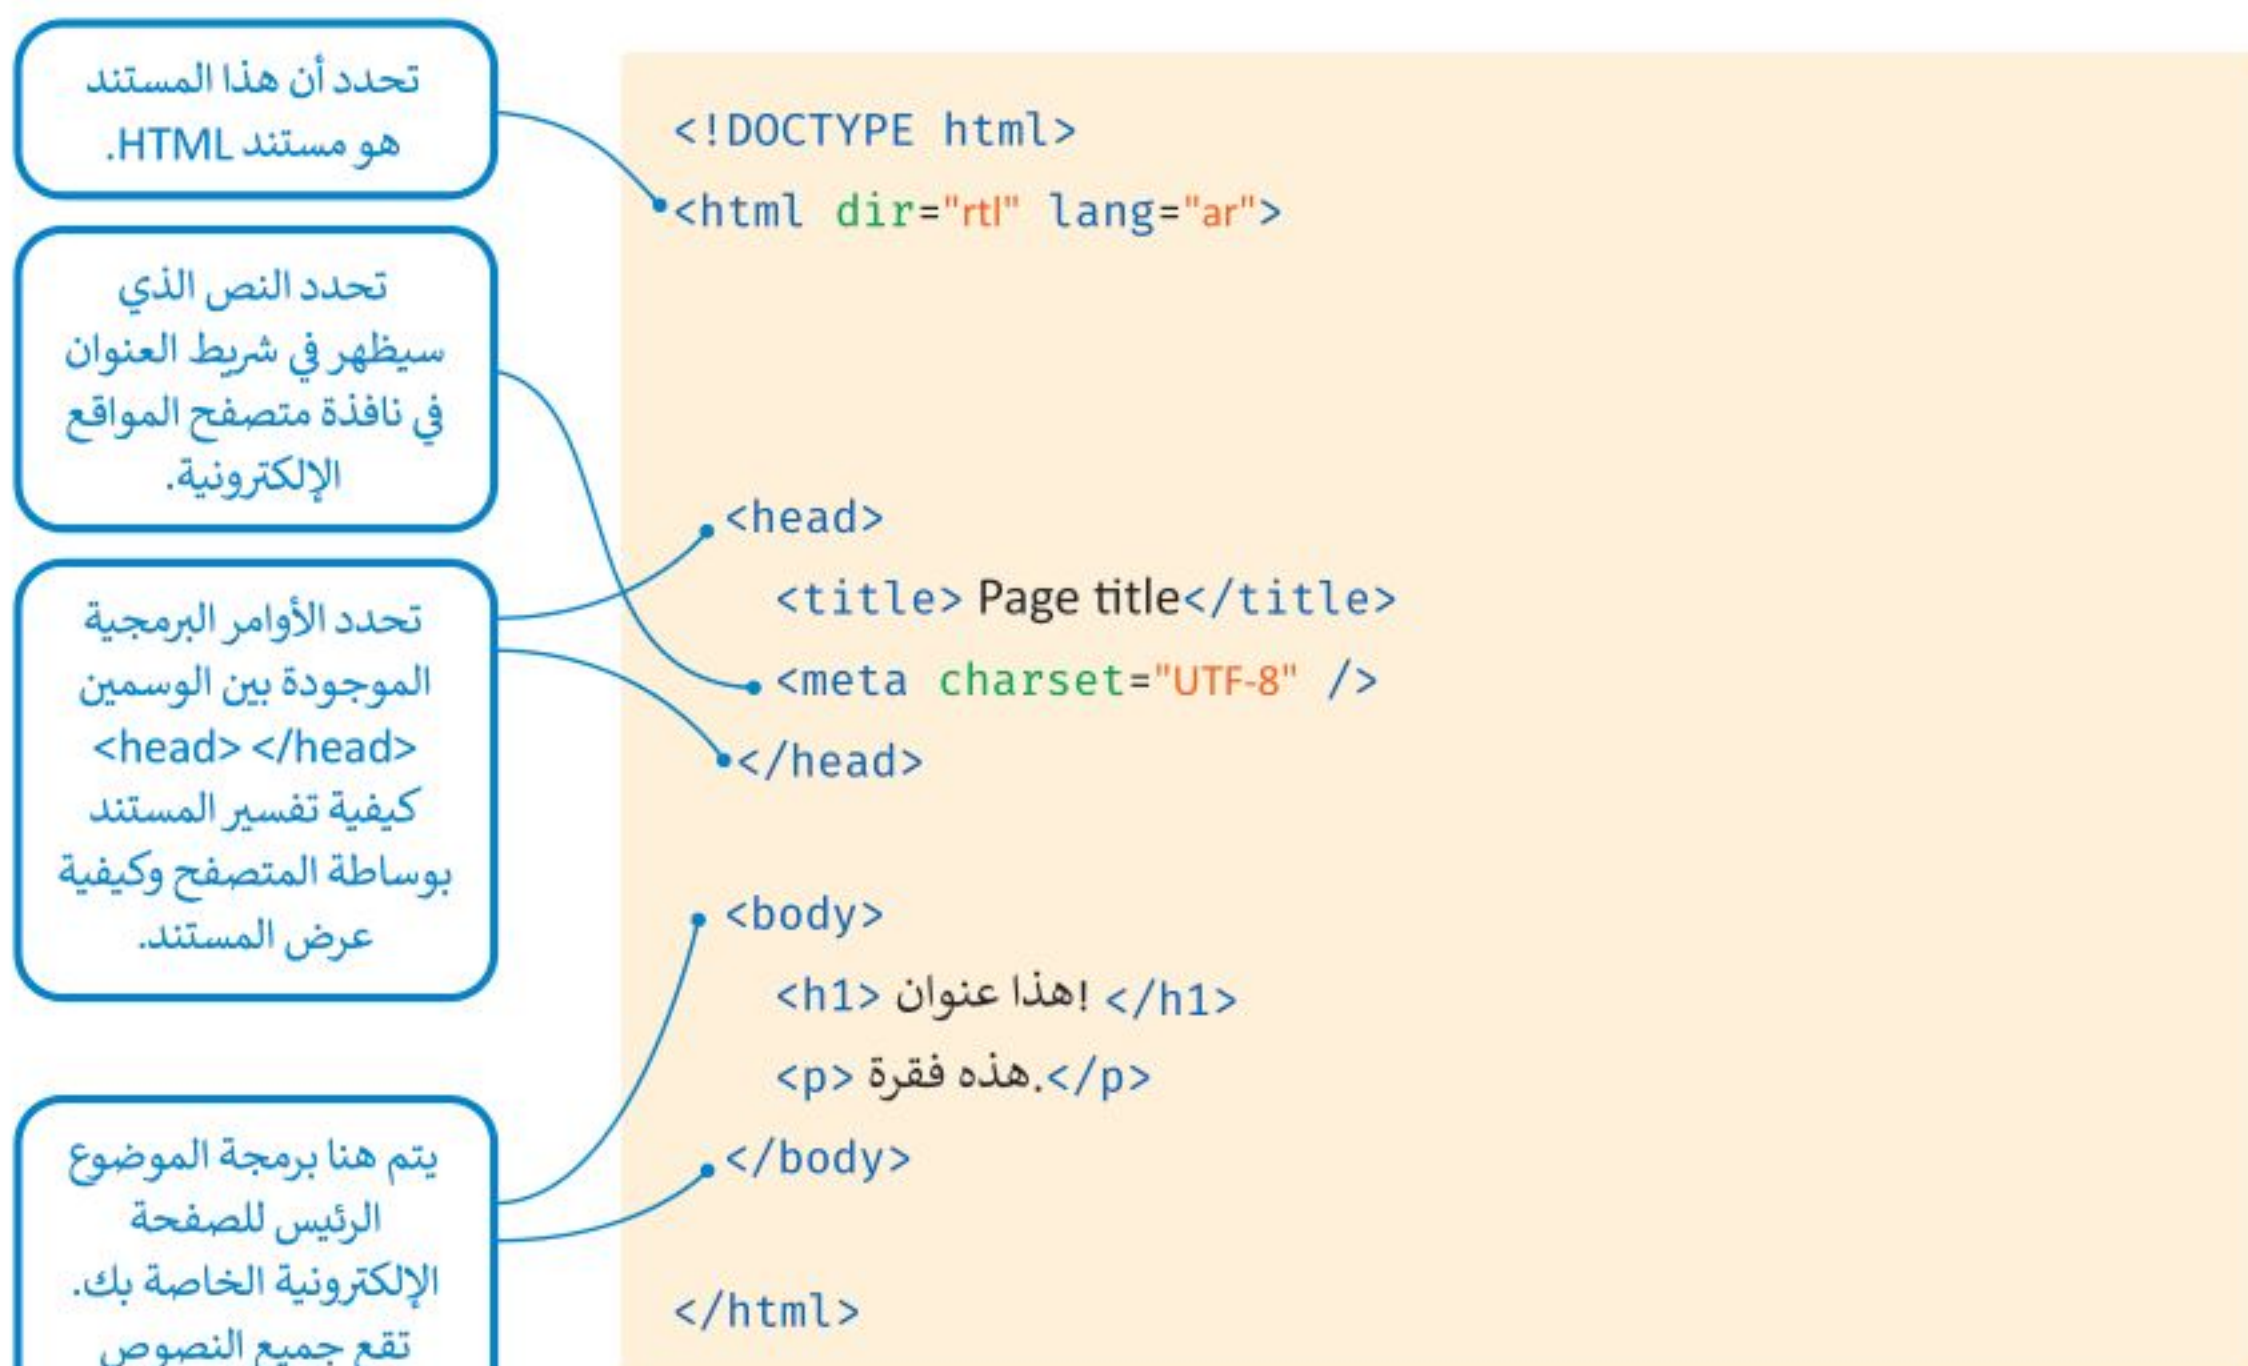 تحدد أن هذا المستند
هو مستند HTML.
تحدد النص الذي
سيظهر في شريط العنوان
في نافذة متصفح المواقع
الإلكترونية.
تحدد الأوامر البرمجية
الموجودة بين الوسمين
<head> </head>
كيفية تفسير المستند
بوساطة المتصفح وكيفية
عرض المستند.
يتم هنا برمجة الموضوع
الرئيس للصفحة
الإلكترونية الخاصة بك.
تقع جميع النصوص
<!DOCTYPE html>
<html dir="rtl" lang="ar">
<head>
<title> Page title</title>
<meta charset="UTF-8" />
</head>
<body>
<h1> هذا عنوان! </h1>
<p> هذه فقرة.</p>
</body>
</html>